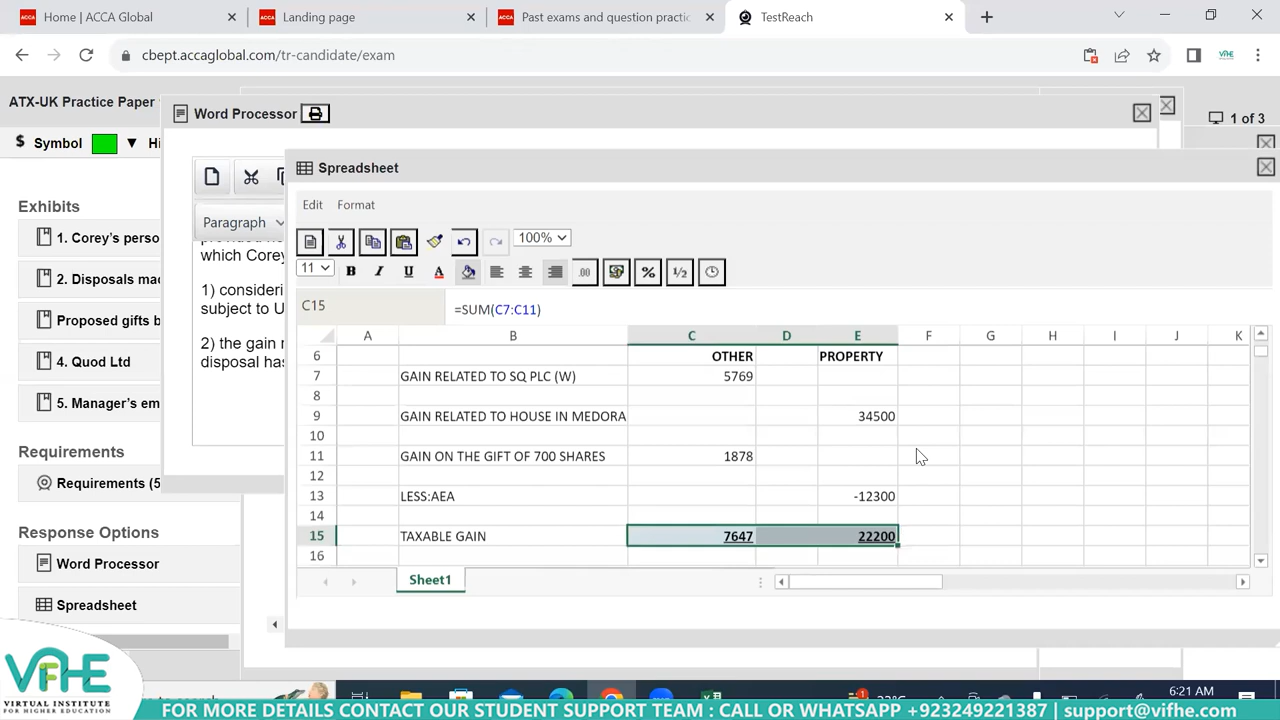 Home | ACCA Global
Landing page
Past exams and question practic
TestReach
cbept.accaglobal.com/tr-candidate/exam
ATX-UK Practice Paper
Word Processor
1 of 3
$ Symbol
Hi
Spreadsheet
Exhibits
Edit Format
Paragraph
1. Corey's perso
100%
which Corey
11 B I U A .00 % 1/2
2. Disposals mad
1) consideri
subject to U
C15 =SUM(C7:C11)
Proposed gifts b
A B C D E F G H I J K
2) the gain r
disposal has
6 OTHER PROPERTY
4. Quod Ltd
7 GAIN RELATED TO SQ PLC (W) 5769
8
5. Manager's em
9 GAIN RELATED TO HOUSE IN MEDORA 34500
10
Requirements
11 GAIN ON THE GIFT OF 700 SHARES 1878
12
Requirements (5
13 LESS:AEA -12300
14
Response Options
15 TAXABLE GAIN 7647 22200
16
Word Processor
Sheet1
Spreadsheet
VIFHE
VIRTUAL INSTITUTE
FOR HIGHER EDUCATION
to search
6:21 AM
FOR MORE DETAILS CONTACT OUR STUDENT SUPPORT TEAM : CALL OR WHATSAPP +923249221387 | support@vifhe.com